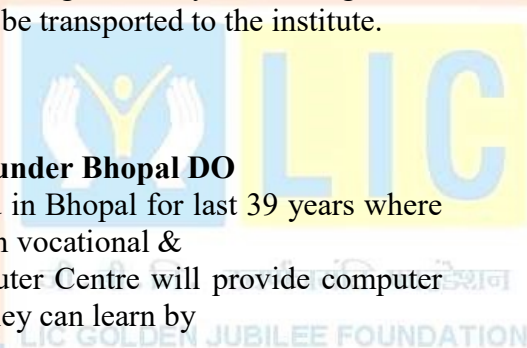 be transported to the institute.
LIC
under Bhopal DO
in Bhopal for last 39 years where
vocational &
uter Centre will provide computer
ey can learn by
LIC GOLDEN JUBILEE FOUNDATION